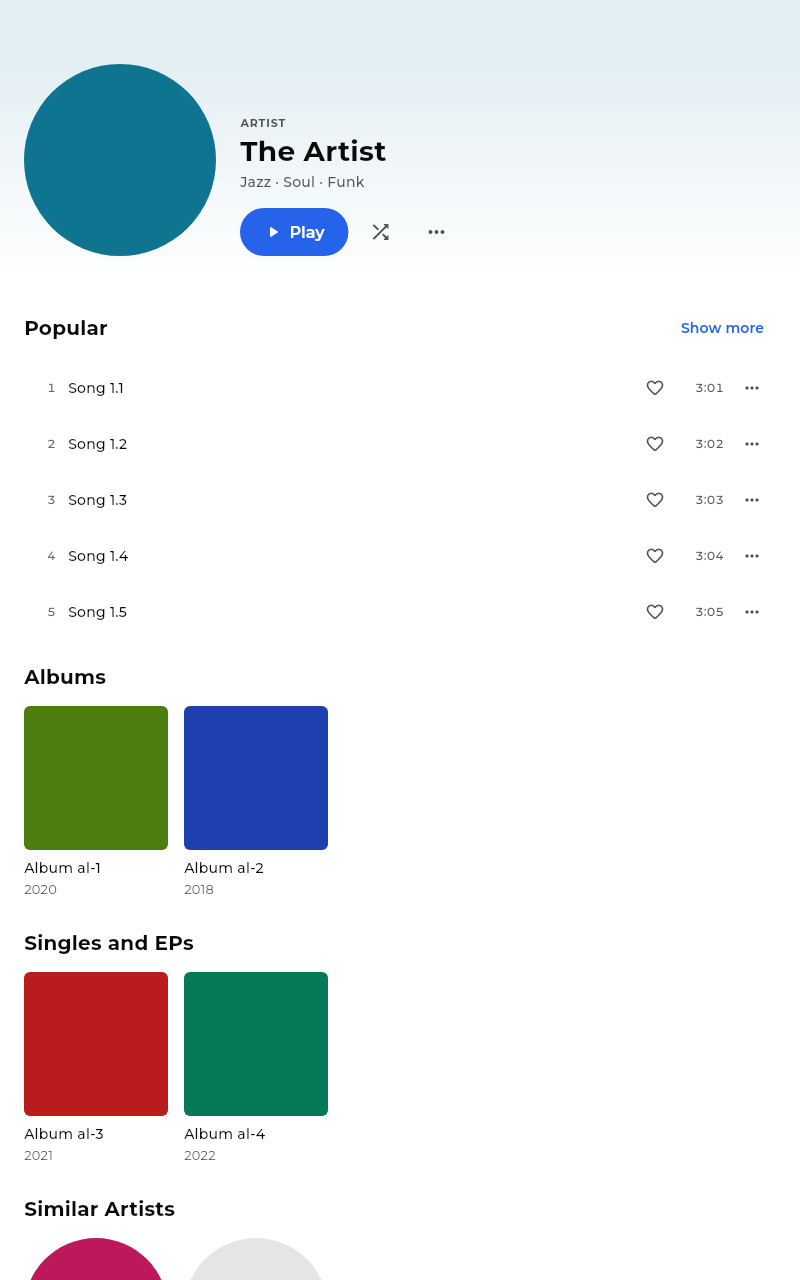 ARTIST
The Artist
Jazz · Soul · Funk
Play
Popular
Show more
1 Song 1.1 3:01
2 Song 1.2 3:02
3 Song 1.3 3:03
4 Song 1.4 3:04
5 Song 1.5 3:05
Albums
Album al-1
2020
Album al-2
2018
Singles and EPs
Album al-3
2021
Album al-4
2022
Similar Artists